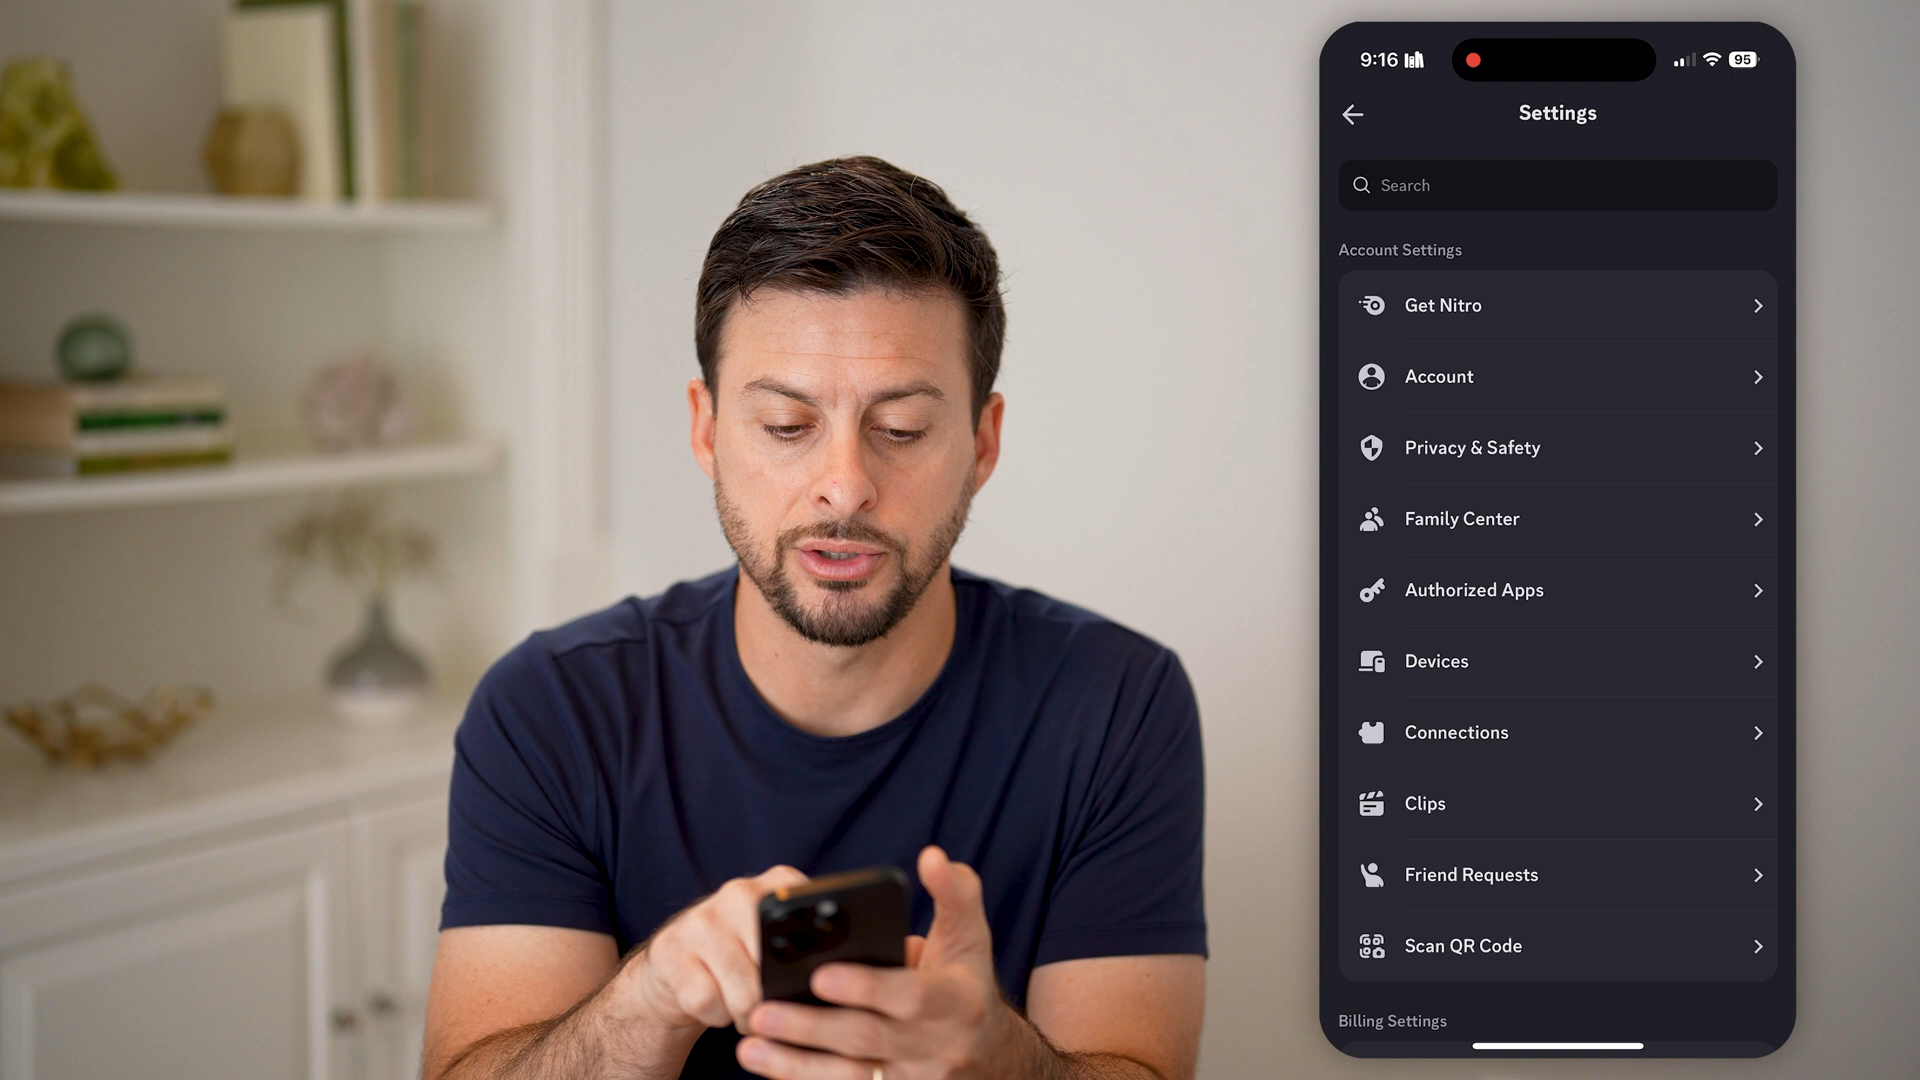 9:16
95
Settings
Search
Account Settings
Get Nitro
Account
Privacy & Safety
Family Center
Authorized Apps
Devices
Connections
Clips
Friend Requests
Scan QR Code
Billing Settings